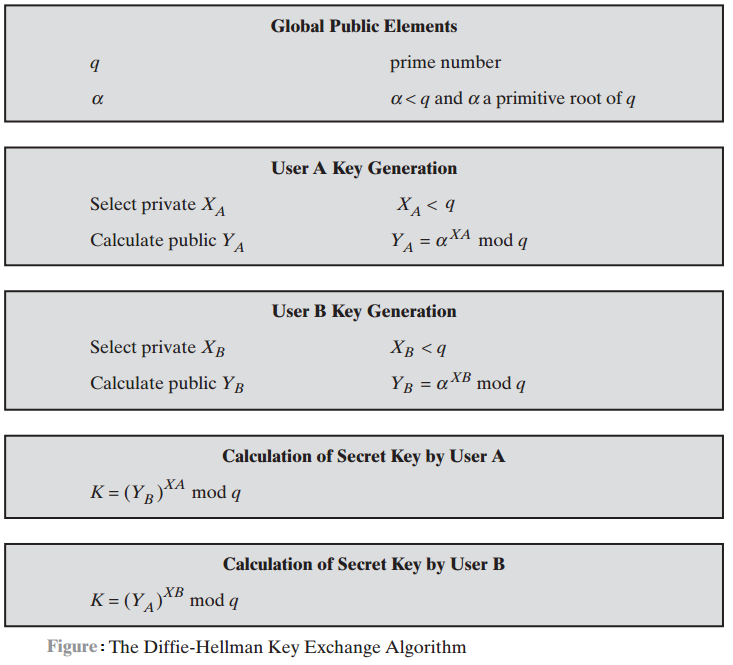 Global Public Elements
q prime number
α α < q and α a primitive root of q
User A Key Generation
Select private X_A X_A < q
Calculate public Y_A Y_A = α^{XA} mod q
User B Key Generation
Select private X_B X_B < q
Calculate public Y_B Y_B = α^{XB} mod q
Calculation of Secret Key by User A
K = (Y_B)^{XA} mod q
Calculation of Secret Key by User B
K = (Y_A)^{XB} mod q
Figure: The Diffie-Hellman Key Exchange Algorithm